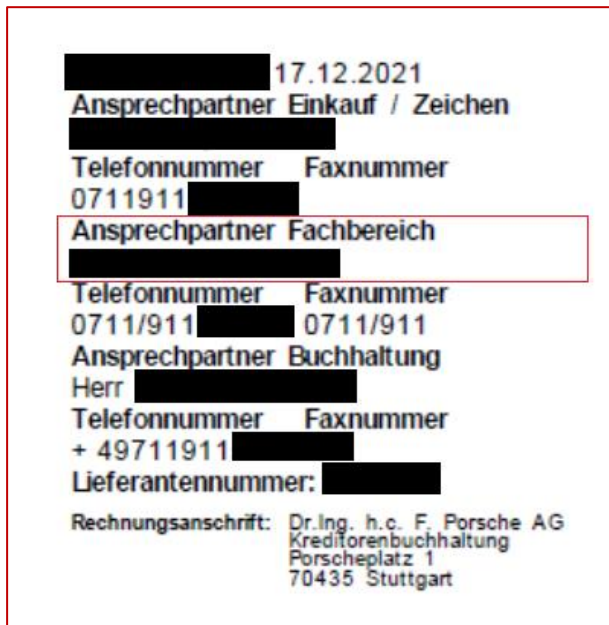 17.12.2021
Ansprechpartner Einkauf / Zeichen
Telefonnummer Faxnummer
0711911
Ansprechpartner Fachbereich
Telefonnummer Faxnummer
0711/911 0711/911
Ansprechpartner Buchhaltung
Herr
Telefonnummer Faxnummer
+ 49711911
Lieferantennummer:
Rechnungsanschrift: Dr.Ing. h.c. F. Porsche AG
Kreditorenbuchhaltung
Porscheplatz 1
70435 Stuttgart